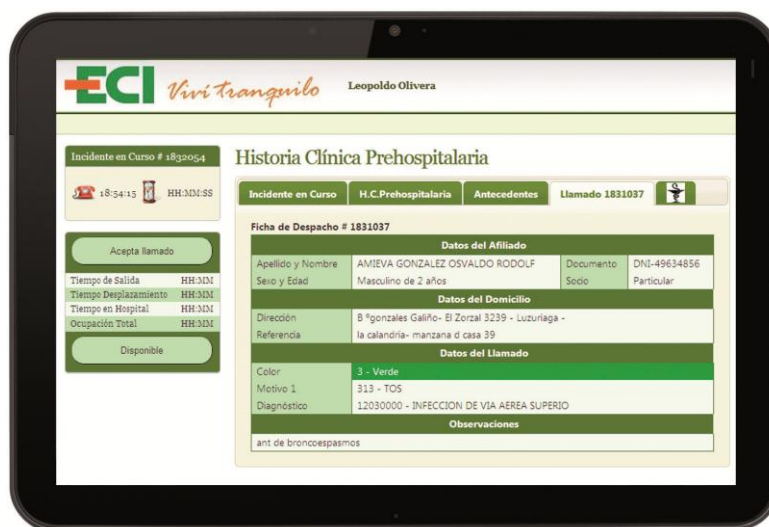 ECI Viví tranquilo Leopoldo Olivera
Incidente en Curso # 1832054
18:54:15 HH:MM:SS
Acepta llamado
Tiempo de Salida HH:MM
Tiempo Desplazamiento HH:MM
Tiempo en Hospital HH:MM
Ocupación Total HH:MM
Disponible
Historia Clínica Prehospitalaria
Incidente en Curso H.C.Prehospitalaria Antecedentes Llamado 1831037
Ficha de Despacho # 1831037
Datos del Afiliado
Apellido y Nombre AMIEVA GONZALEZ OSVALDO RODOLF Documento DNI-49634856
Sexo y Edad Masculino de 2 años Socio Particular
Datos del Domicilio
Dirección B °gonzales Galiño- El Zorzal 3239 - Luzuriaga -
Referencia la calandria- manzana d casa 39
Datos del Llamado
Color 3 - Verde
Motivo 1 313 - TOS
Diagnóstico 12030000 - INFECCION DE VIA AEREA SUPERIO
Observaciones
ant de broncoespasmos